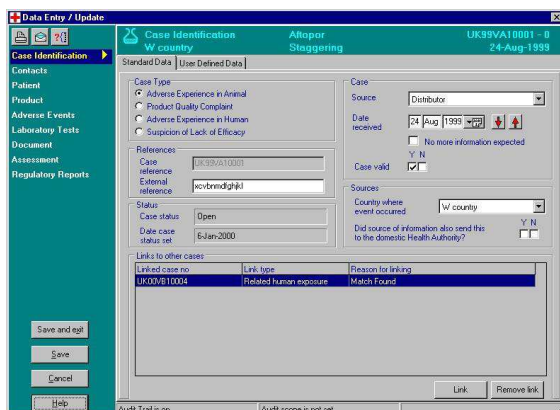 Data Entry / Update
Case Identification Aftopor UK99VA10001 - 0
W country Staggering 24-Aug-1999
Case Identification
Contacts
Patient
Product
Adverse Events
Laboratory Tests
Document
Assessment
Regulatory Reports
Save and exit
Save
Cancel
Help
Standard Data User Defined Data
Case Type
Adverse Experience in Animal
Product Quality Complaint
Adverse Experience in Human
Suspicion of Lack of Efficacy
References
Case reference UK99VA10001
External reference xcvbnmdfghjkl
Status
Case status Open
Date case status set 6-Jan-2000
Case
Source Distributor
Date received 24 Aug 1999
No more information expected
Y N
Case valid
Sources
Country where event occurred W country
Y N
Did source of information also send this
to the domestic Health Authority?
Links to other cases
Linked case no Link type Reason for linking
UK00VB10004 Related human exposure Match Found
Link Remove link
Audit Trail is on Audit scope is not set